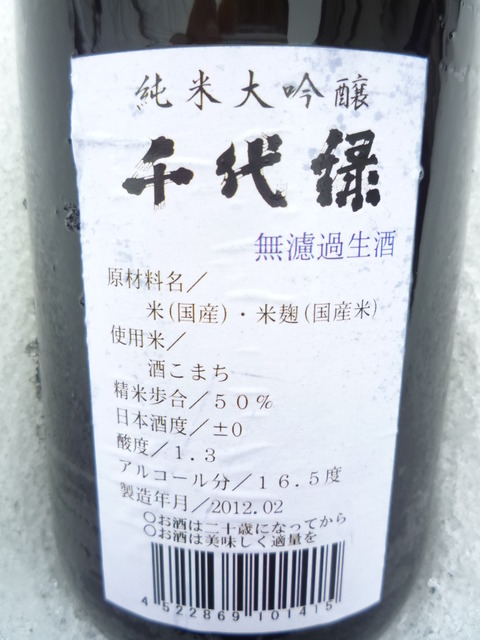 純米大吟醸
千代緑
無濾過生酒
原材料名／
米(国産)・米麹(国産米)
使用米／
酒こまち
精米歩合／５０％
日本酒度／±0
酸度／１.３
アルコール分／１６.５度
製造年月／2012.02
○お酒は二十歳になってから
○お酒は美味しく適量を
4 522869 101415